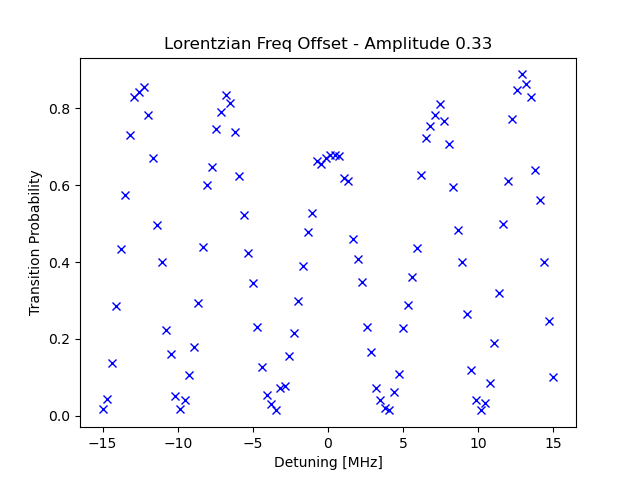 Lorentzian Freq Offset - Amplitude 0.33
Transition Probability
0.8
0.6
0.4
0.2
0.0
−15 −10 −5 0 5 10 15
Detuning [MHz]